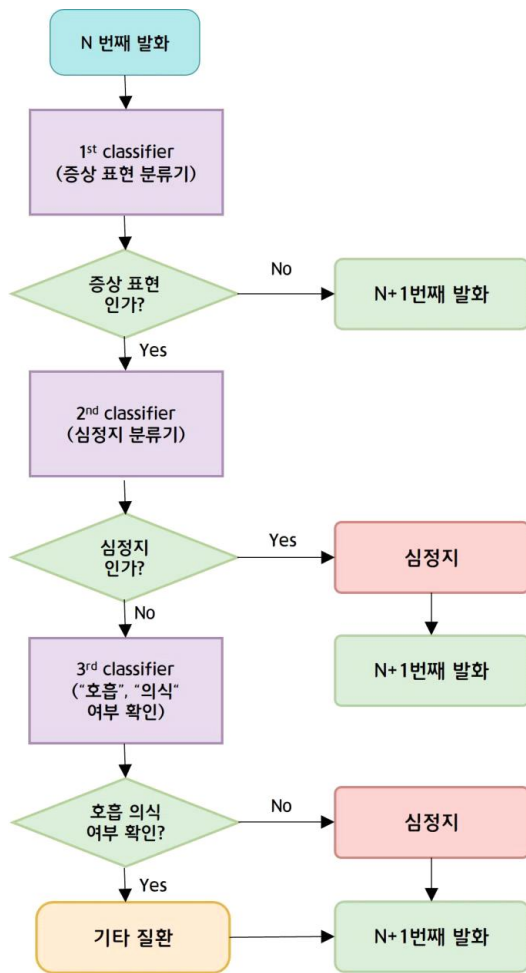 N 번째 발화
1st classifier
(증상 표현 분류기)
증상 표현
인가?
No
N+1번째 발화
Yes
2nd classifier
(심정지 분류기)
심정지
인가?
Yes
심정지
No
N+1번째 발화
3rd classifier
("호흡", "의식"
여부 확인)
호흡 의식
여부 확인?
No
심정지
Yes
기타 질환
N+1번째 발화